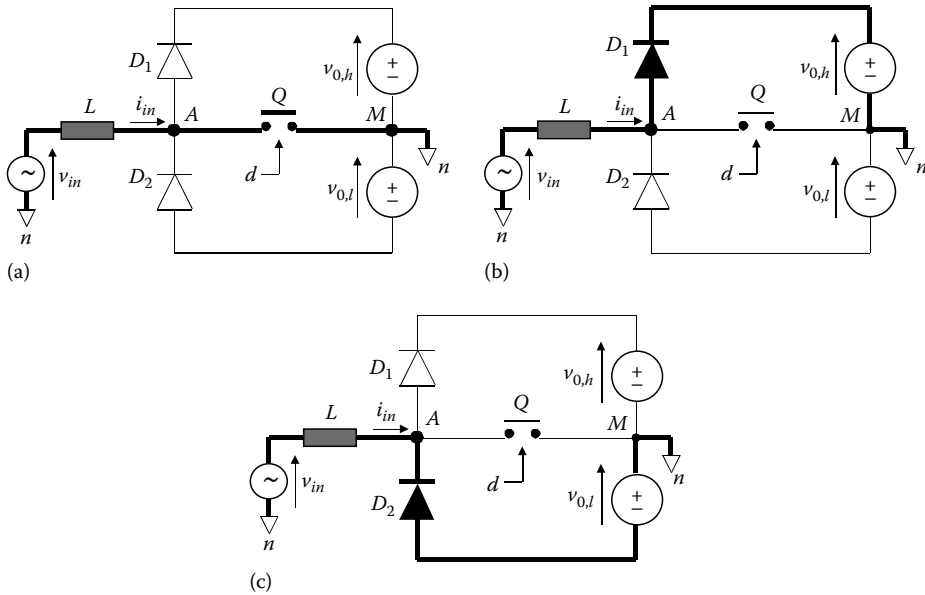 D1
v0,h
Q
L
iin
A
M
n
vin
D2
d
v0,l
n
(a)
D1
v0,h
Q
L
iin
A
M
n
vin
D2
d
v0,l
n
(b)
D1
v0,h
Q
L
iin
A
M
n
vin
D2
d
v0,l
n
(c)